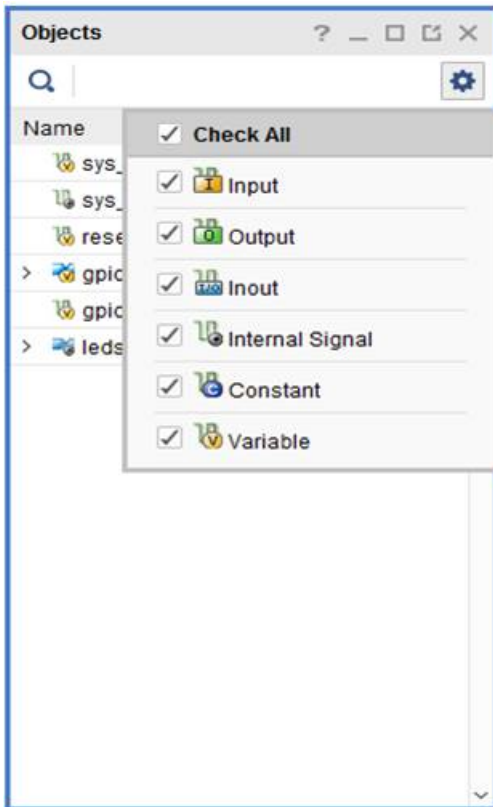 Objects
Name
Check All
sys_
Input
sys_
Output
rese
gpic
Inout
gpic
Internal Signal
leds
Constant
Variable